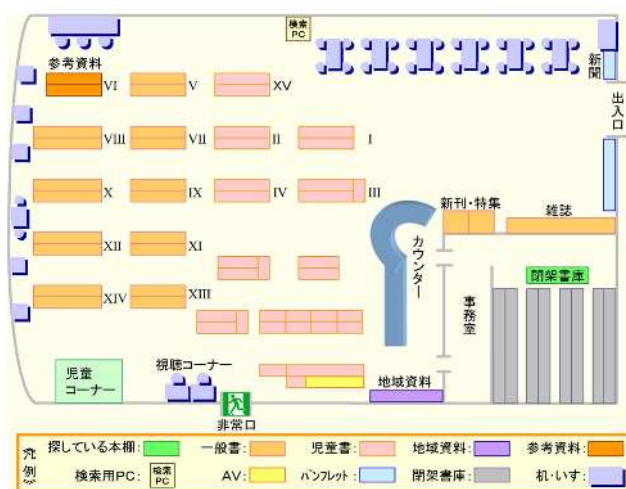 検索
PC
参考資料
新聞
出入口
VI
V
XV
VIII
VII
II
I
X
IX
IV
III
新刊・特集
雑誌
カウンター
XII
XI
閉架書庫
XIV
XIII
事務室
児童
コーナー
視聴コーナー
地域資料
非常口
凡例
探している本棚:
一般書:
児童書:
地域資料:
参考資料:
検索用PC:
検索
PC
AV:
パンフレット:
閉架書庫:
机・いす: